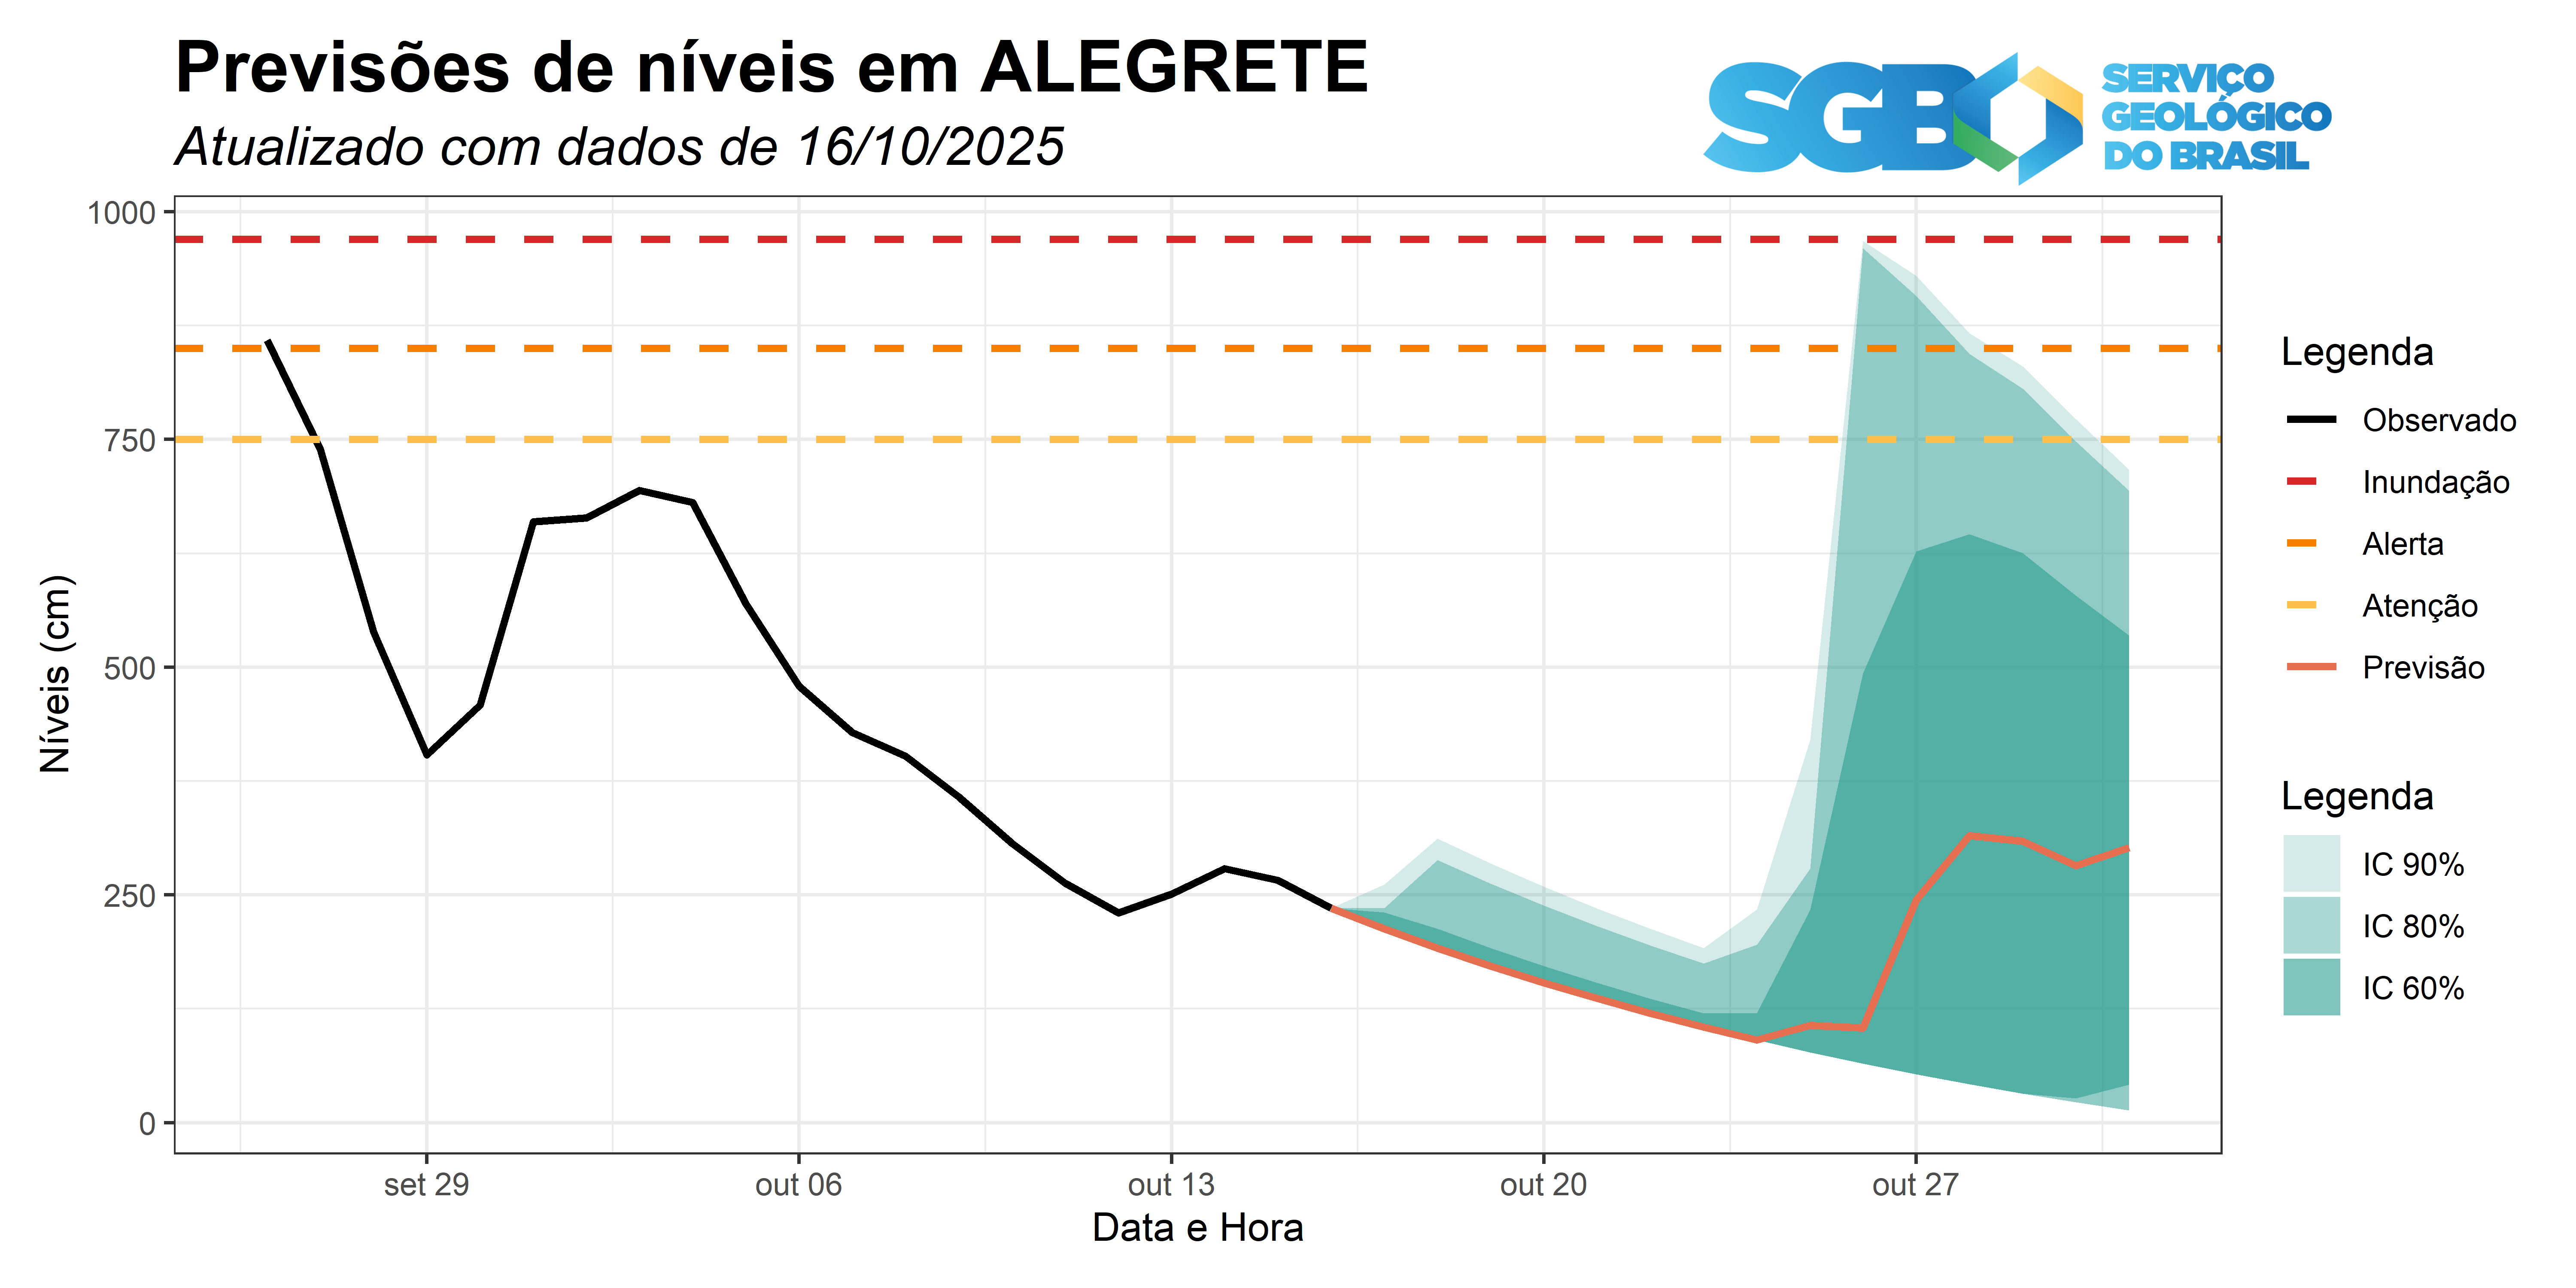 Previsões de níveis em ALEGRETE
Atualizado com dados de 16/10/2025
SGB
SERVIÇO
GEOLÓGICO
DO BRASIL
1000
750
500
250
0
Níveis (cm)
set 29
out 06
out 13
out 20
out 27
Data e Hora
Legenda
Observado
Inundação
Alerta
Atenção
Previsão
Legenda
IC 90%
IC 80%
IC 60%